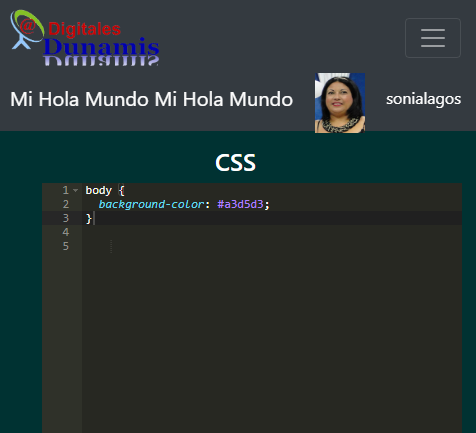 Digitales
Dunamis
Mi Hola Mundo Mi Hola Mundo
sonialagos
CSS
1 body {
2 background-color: #a3d5d3;
3 }
4
5